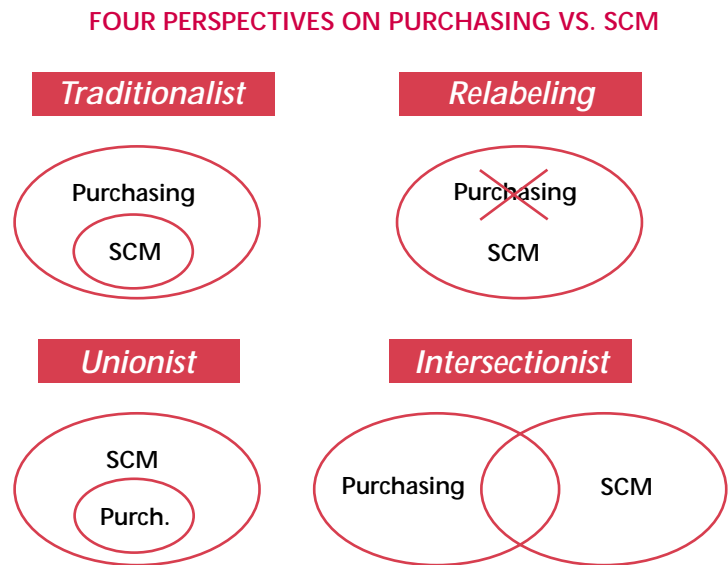 FOUR PERSPECTIVES ON PURCHASING VS. SCM
Traditionalist
Relabeling
Purchasing
SCM
Purchasing
SCM
Unionist
Intersectionist
SCM
Purch.
Purchasing
SCM